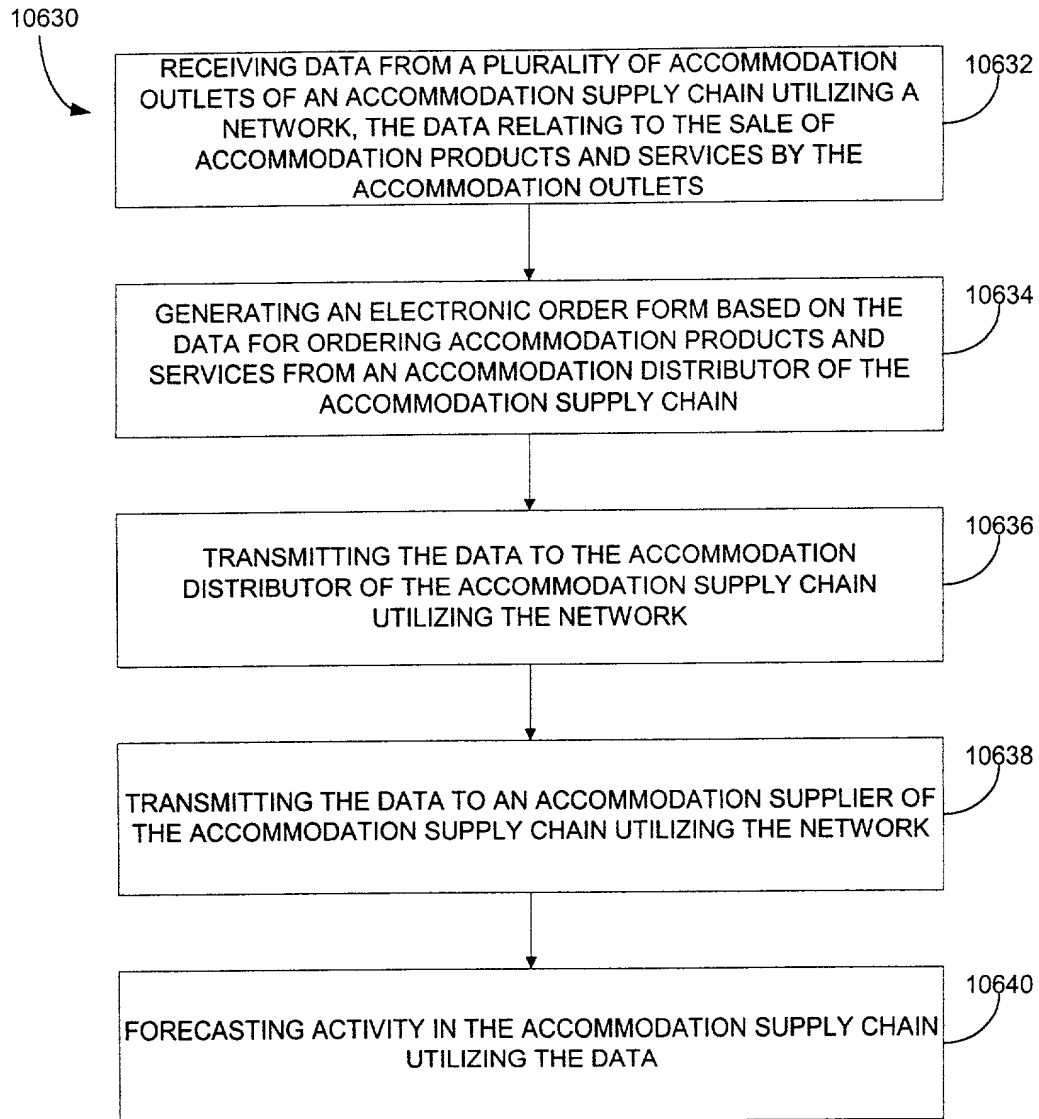 10630
RECEIVING DATA FROM A PLURALITY OF ACCOMMODATION
OUTLETS OF AN ACCOMMODATION SUPPLY CHAIN UTILIZING A
NETWORK, THE DATA RELATING TO THE SALE OF
ACCOMMODATION PRODUCTS AND SERVICES BY THE
ACCOMMODATION OUTLETS
10632
GENERATING AN ELECTRONIC ORDER FORM BASED ON THE
DATA FOR ORDERING ACCOMMODATION PRODUCTS AND
SERVICES FROM AN ACCOMMODATION DISTRIBUTOR OF THE
ACCOMMODATION SUPPLY CHAIN
10634
TRANSMITTING THE DATA TO THE ACCOMMODATION
DISTRIBUTOR OF THE ACCOMMODATION SUPPLY CHAIN
UTILIZING THE NETWORK
10636
TRANSMITTING THE DATA TO AN ACCOMMODATION SUPPLIER OF
THE ACCOMMODATION SUPPLY CHAIN UTILIZING THE NETWORK
10638
FORECASTING ACTIVITY IN THE ACCOMMODATION SUPPLY CHAIN
UTILIZING THE DATA
10640